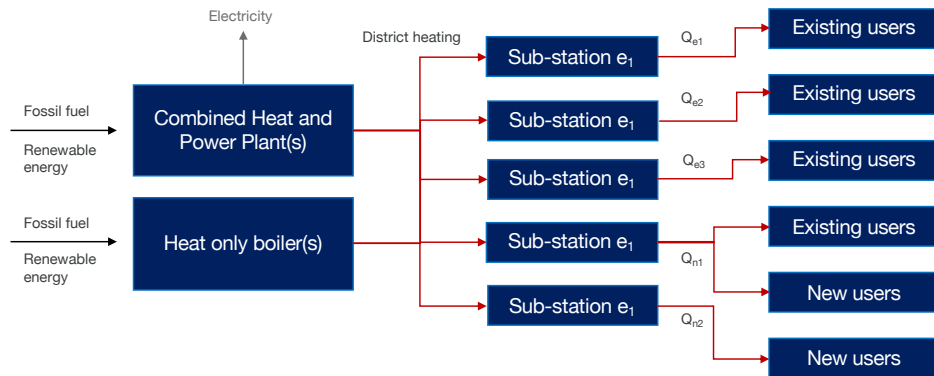 Electricity
District heating
Fossil fuel
Renewable
energy
Combined Heat and
Power Plant(s)
Fossil fuel
Renewable
energy
Heat only boiler(s)
Sub-station e₁
Sub-station e₁
Sub-station e₁
Sub-station e₁
Sub-station e₁
Qₑ₁
Qₑ₂
Qₑ₃
Qₙ₁
Qₙ₂
Existing users
Existing users
Existing users
Existing users
New users
New users